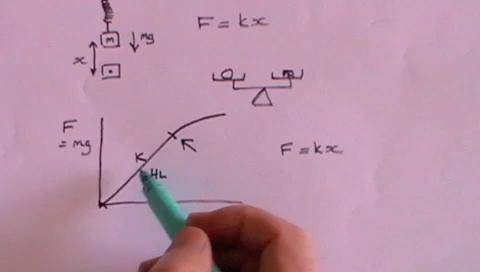 F = kx
M
mg
x
F
= mg
K
HL
F = kx